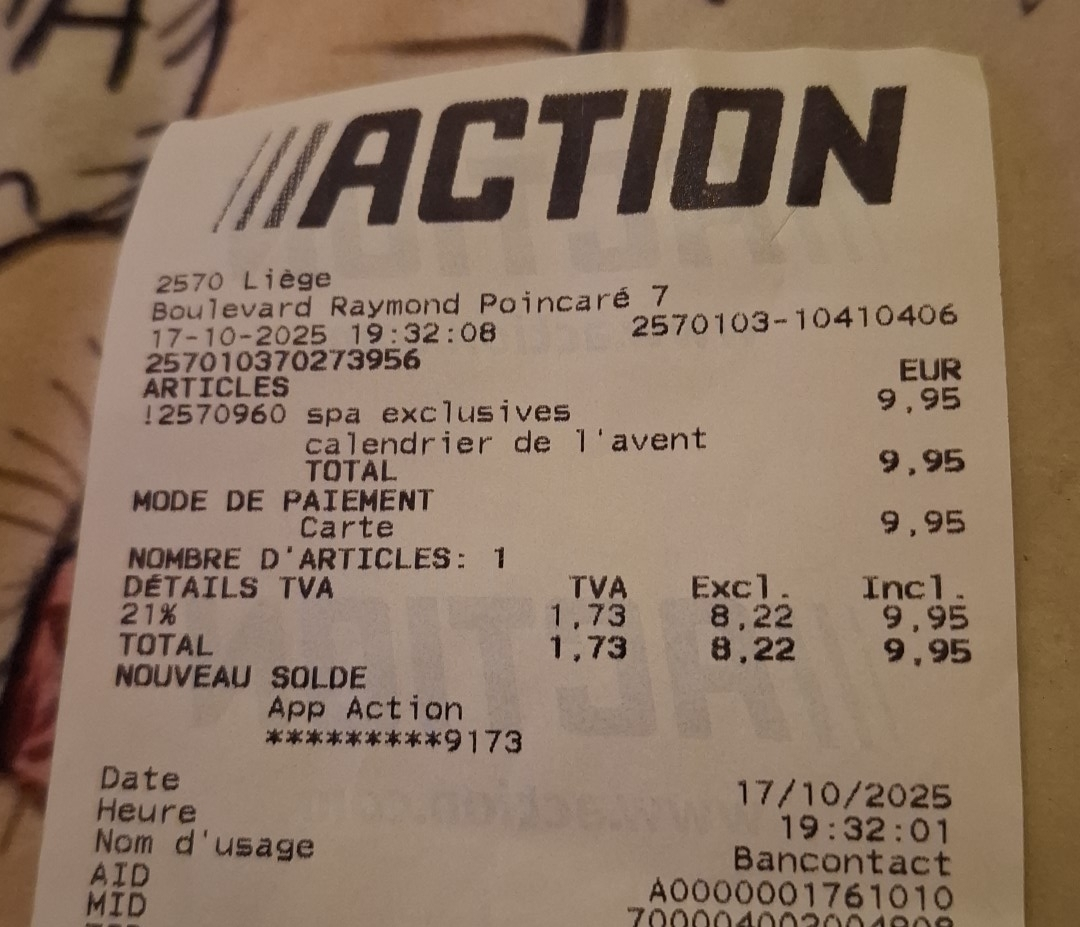 ACTION
2570 Liège
Boulevard Raymond Poincaré 7
17-10-2025 19:32:08 2570103-10410406
257010370273956
EUR
ARTICLES
!2570960 spa exclusives 9,95
calendrier de l'avent
TOTAL 9,95
MODE DE PAIEMENT
Carte 9,95
NOMBRE D'ARTICLES: 1
DÉTAILS TVA TVA Excl. Incl.
21% 1,73 8,22 9,95
TOTAL 1,73 8,22 9,95
NOUVEAU SOLDE
App Action
*********9173
Date 17/10/2025
Heure 19:32:01
Nom d'usage Bancontact
AID A0000001761010
MID